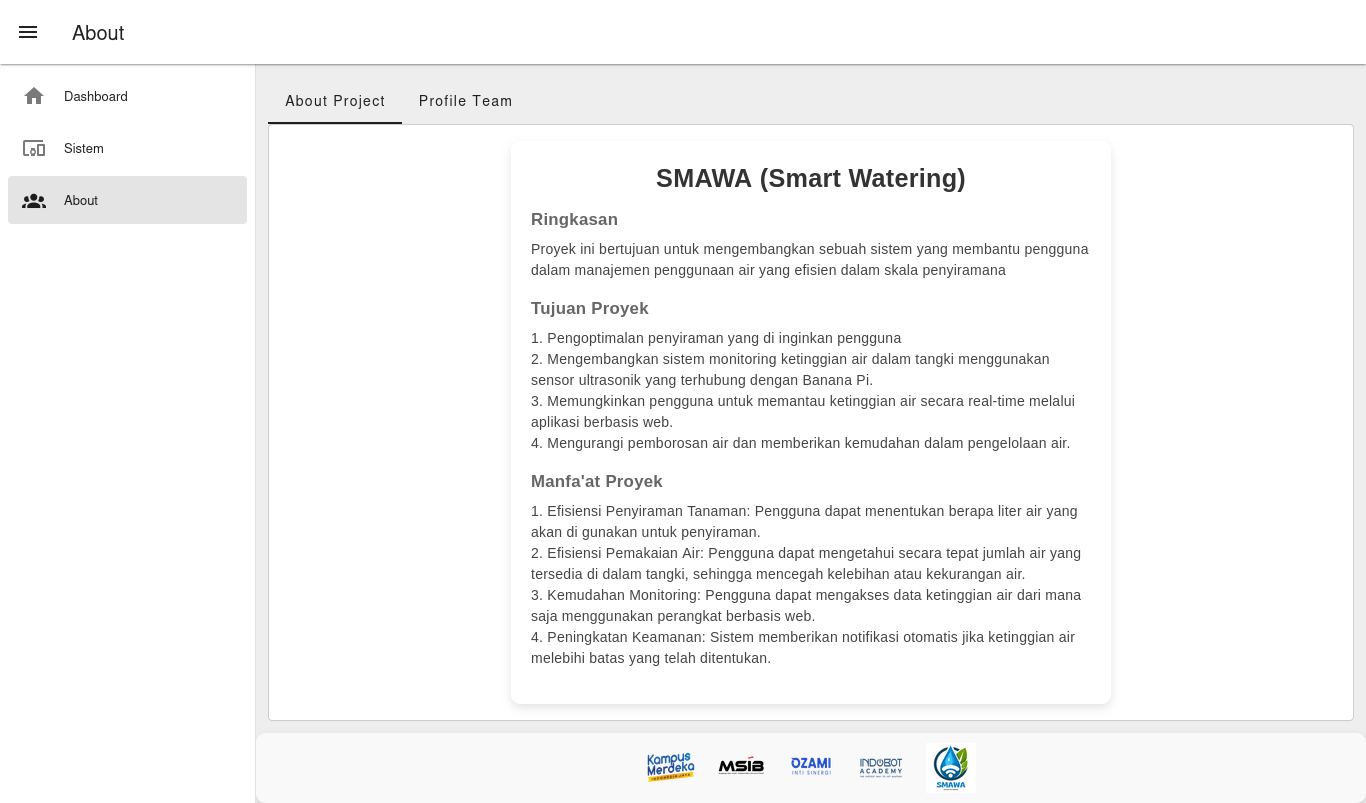 About
Dashboard
Sistem
About
About Project
Profile Team
SMAWA (Smart Watering)
Ringkasan
Proyek ini bertujuan untuk mengembangkan sebuah sistem yang membantu pengguna
dalam manajemen penggunaan air yang efisien dalam skala penyiramana
Tujuan Proyek
1. Pengoptimalan penyiraman yang di inginkan pengguna
2. Mengembangkan sistem monitoring ketinggian air dalam tangki menggunakan
sensor ultrasonik yang terhubung dengan Banana Pi.
3. Memungkinkan pengguna untuk memantau ketinggian air secara real-time melalui
aplikasi berbasis web.
4. Mengurangi pemborosan air dan memberikan kemudahan dalam pengelolaan air.
Manfa'at Proyek
1. Efisiensi Penyiraman Tanaman: Pengguna dapat menentukan berapa liter air yang
akan di gunakan untuk penyiraman.
2. Efisiensi Pemakaian Air: Pengguna dapat mengetahui secara tepat jumlah air yang
tersedia di dalam tangki, sehingga mencegah kelebihan atau kekurangan air.
3. Kemudahan Monitoring: Pengguna dapat mengakses data ketinggian air dari mana
saja menggunakan perangkat berbasis web.
4. Peningkatan Keamanan: Sistem memberikan notifikasi otomatis jika ketinggian air
melebihi batas yang telah ditentukan.
Kampus
Merdeka
INDONESIA JAYA
MSIB
OZAMI
INTI SINERGI
INDOBOT
ACADEMY
SMAWA